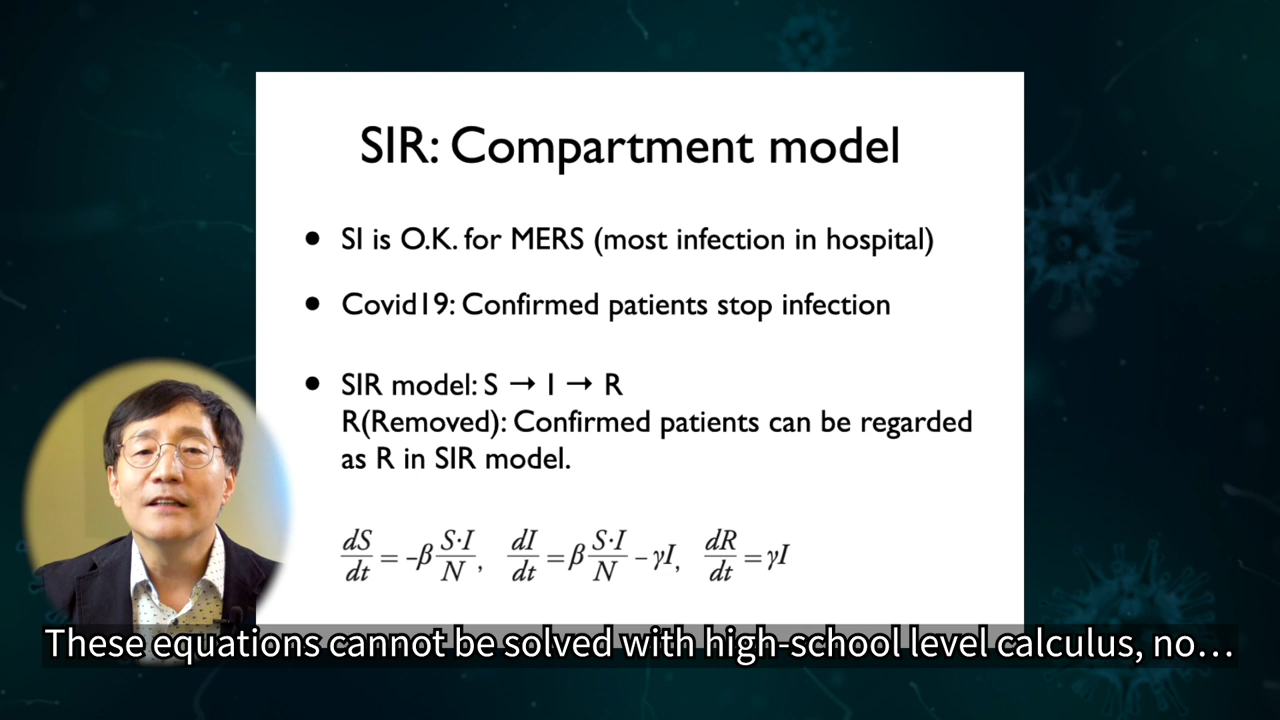 SIR: Compartment model
• SI is O.K. for MERS (most infection in hospital)
• Covid19: Confirmed patients stop infection
• SIR model: S → I → R
R(Removed): Confirmed patients can be regarded
as R in SIR model.
dS/dt = -β S·I/N, dI/dt = β S·I/N − γI, dR/dt = γI
These equations cannot be solved with high-school level calculus, no…